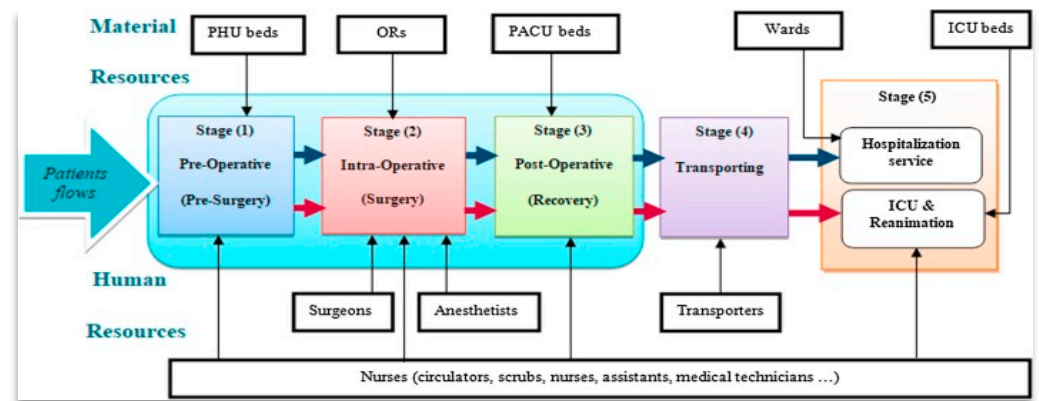 Material
Resources
PHU beds
ORs
PACU beds
Wards
ICU beds
Patients
flows
Stage (1)
Pre-Operative
(Pre-Surgery)
Stage (2)
Intra-Operative
(Surgery)
Stage (3)
Post-Operative
(Recovery)
Stage (4)
Transporting
Stage (5)
Hospitalization
service
ICU &
Reanimation
Human
Resources
Surgeons
Anesthetists
Transporters
Nurses (circulators, scrubs, nurses, assistants, medical technicians ...)